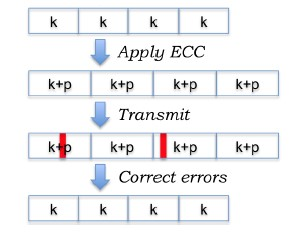 k k k k
Apply ECC
k+p k+p k+p k+p
Transmit
k+p k+p k+p k+p
Correct errors
k k k k